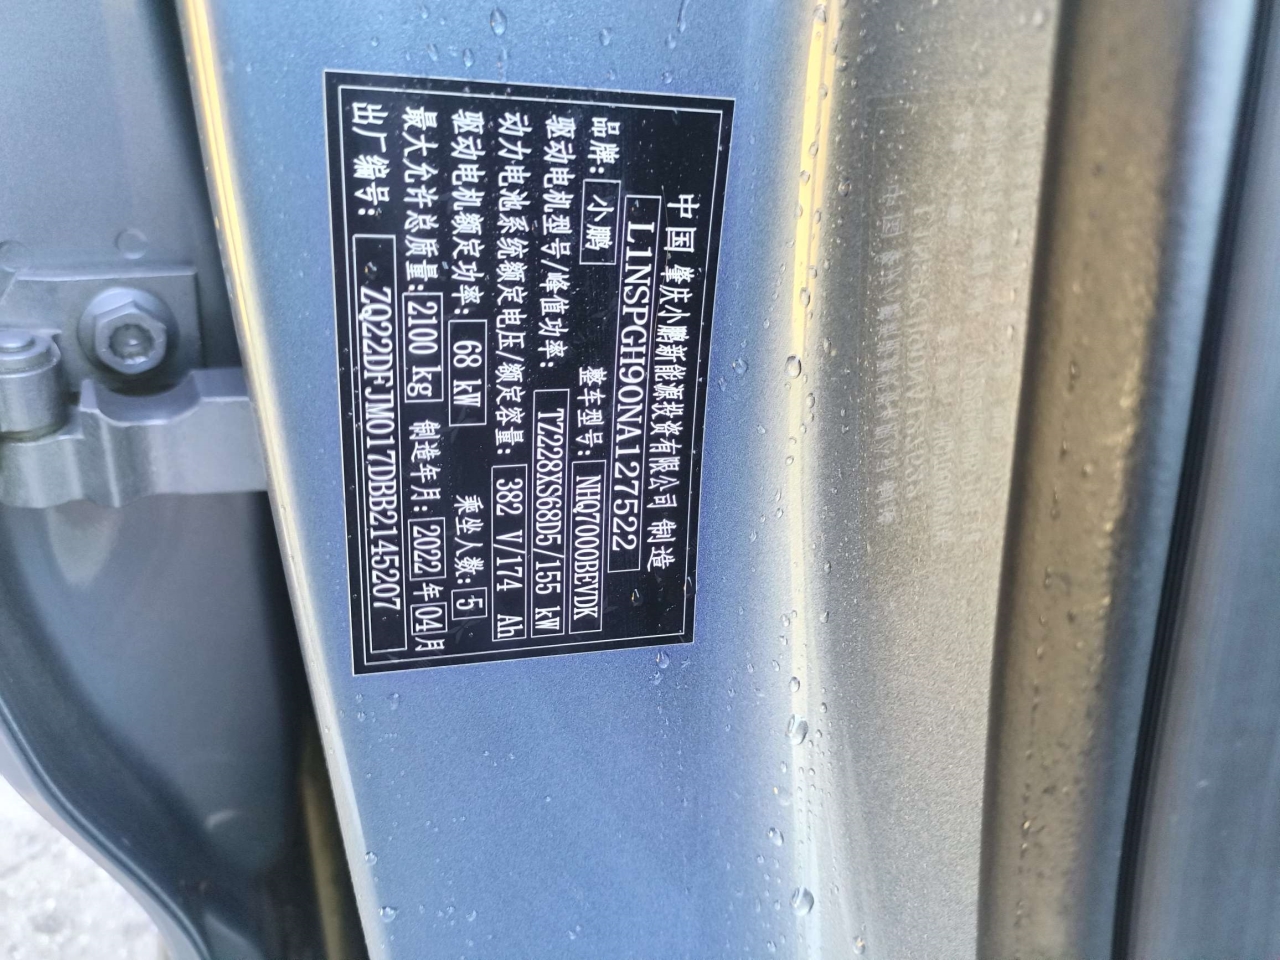 中国 肇庆小鹏新能源投资有限公司 制造
L1NSPGH90NA127522
品牌: 小鹏 整车型号: NHQ7000BEVDK
驱动电机型号/峰值功率: TZ228XS68D5/155 kW
动力电池系统额定电压/额定容量: 382 V/174 Ah
驱动电机额定功率: 68 kW 乘坐人数: 5
最大允许总质量: 2100 kg 制造年月: 2022 年 04 月
出厂编号: ZQ22DFJM017DBB2145207